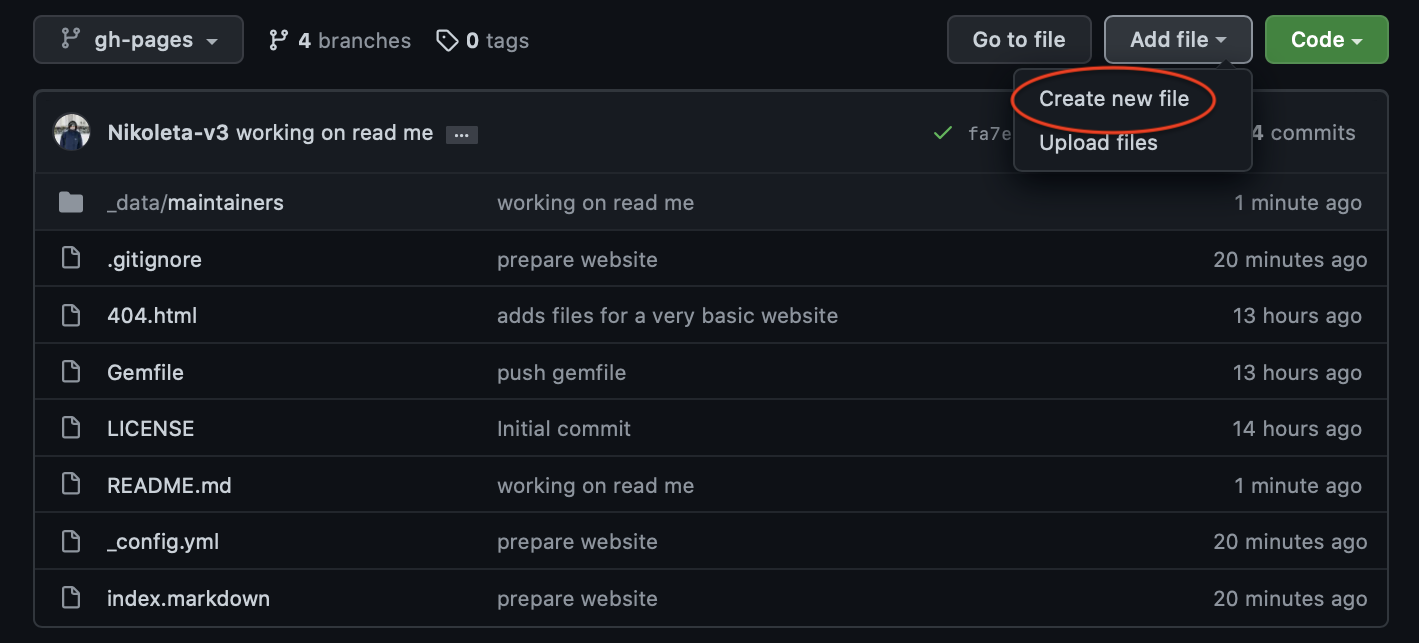 gh-pages 4 branches 0 tags Go to file Add file Code
Create new file
Nikoleta-v3 working on read me ... fa7e 4 commits
Upload files
_data/maintainers working on read me 1 minute ago
.gitignore prepare website 20 minutes ago
404.html adds files for a very basic website 13 hours ago
Gemfile push gemfile 13 hours ago
LICENSE Initial commit 14 hours ago
README.md working on read me 1 minute ago
_config.yml prepare website 20 minutes ago
index.markdown prepare website 20 minutes ago